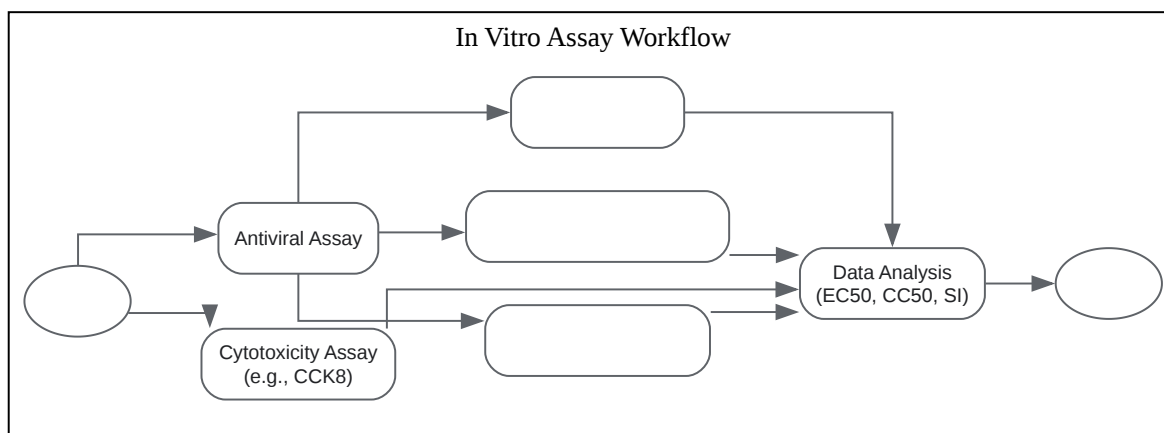 In Vitro Assay Workflow
Antiviral Assay
Data Analysis
(EC50, CC50, SI)
Cytotoxicity Assay
(e.g., CCK8)